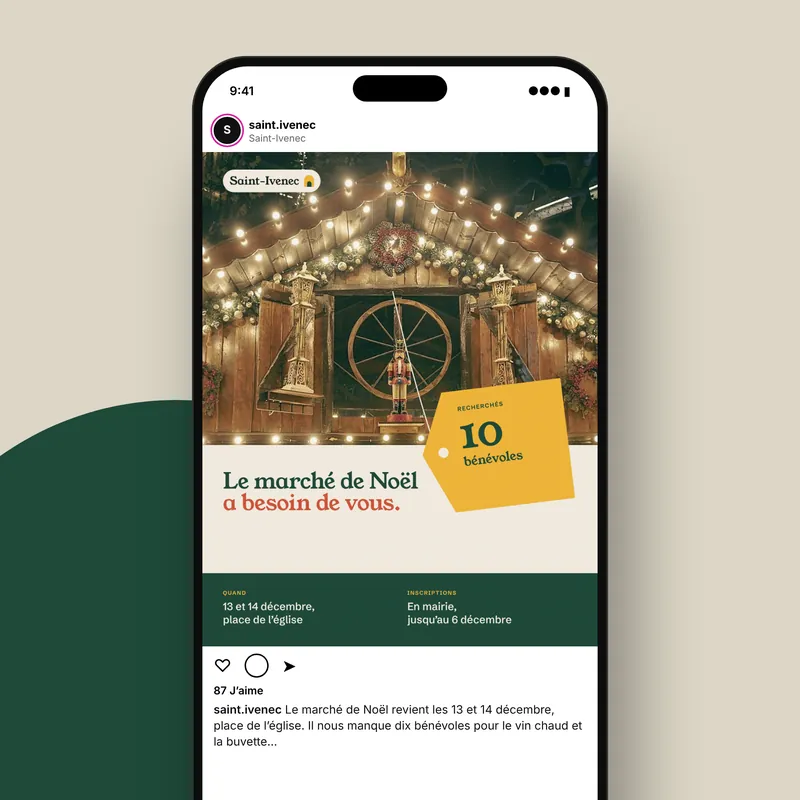 9:41
S
saint.ivenec
Saint-Ivenec
Saint-Ivenec
RECHERCHÉS
10
bénévoles
Le marché de Noël
a besoin de vous.
QUAND
13 et 14 décembre,
place de l’église
INSCRIPTIONS
En mairie,
jusqu’au 6 décembre
87 J’aime
saint.ivenec Le marché de Noël revient les 13 et 14 décembre,
place de l’église. Il nous manque dix bénévoles pour le vin chaud et
la buvette…